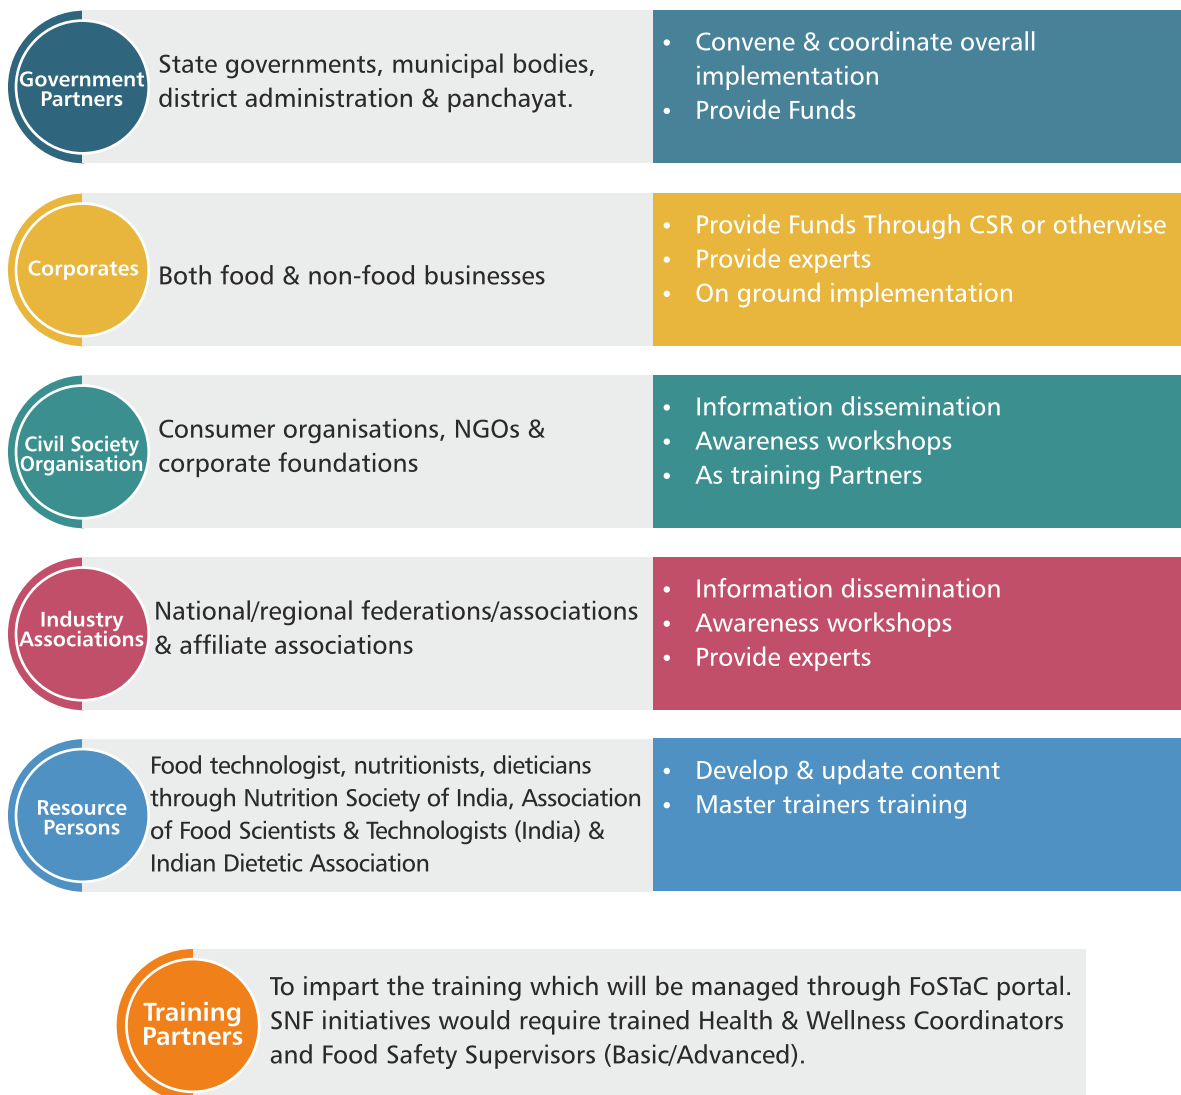 Government
Partners
State governments, municipal bodies,
district administration & panchayat.
• Convene & coordinate overall
implementation
• Provide Funds
Corporates
Both food & non-food businesses
• Provide Funds Through CSR or otherwise
• Provide experts
• On ground implementation
Civil Society
Organisation
Consumer organisations, NGOs &
corporate foundations
• Information dissemination
• Awareness workshops
• As training Partners
Industry
Associations
National/regional federations/associations
& affiliate associations
• Information dissemination
• Awareness workshops
• Provide experts
Resource
Persons
Food technologist, nutritionists, dieticians
through Nutrition Society of India, Association
of Food Scientists & Technologists (India) &
Indian Dietetic Association
• Develop & update content
• Master trainers training
Training
Partners
To impart the training which will be managed through FoSTaC portal.
SNF initiatives would require trained Health & Wellness Coordinators
and Food Safety Supervisors (Basic/Advanced).